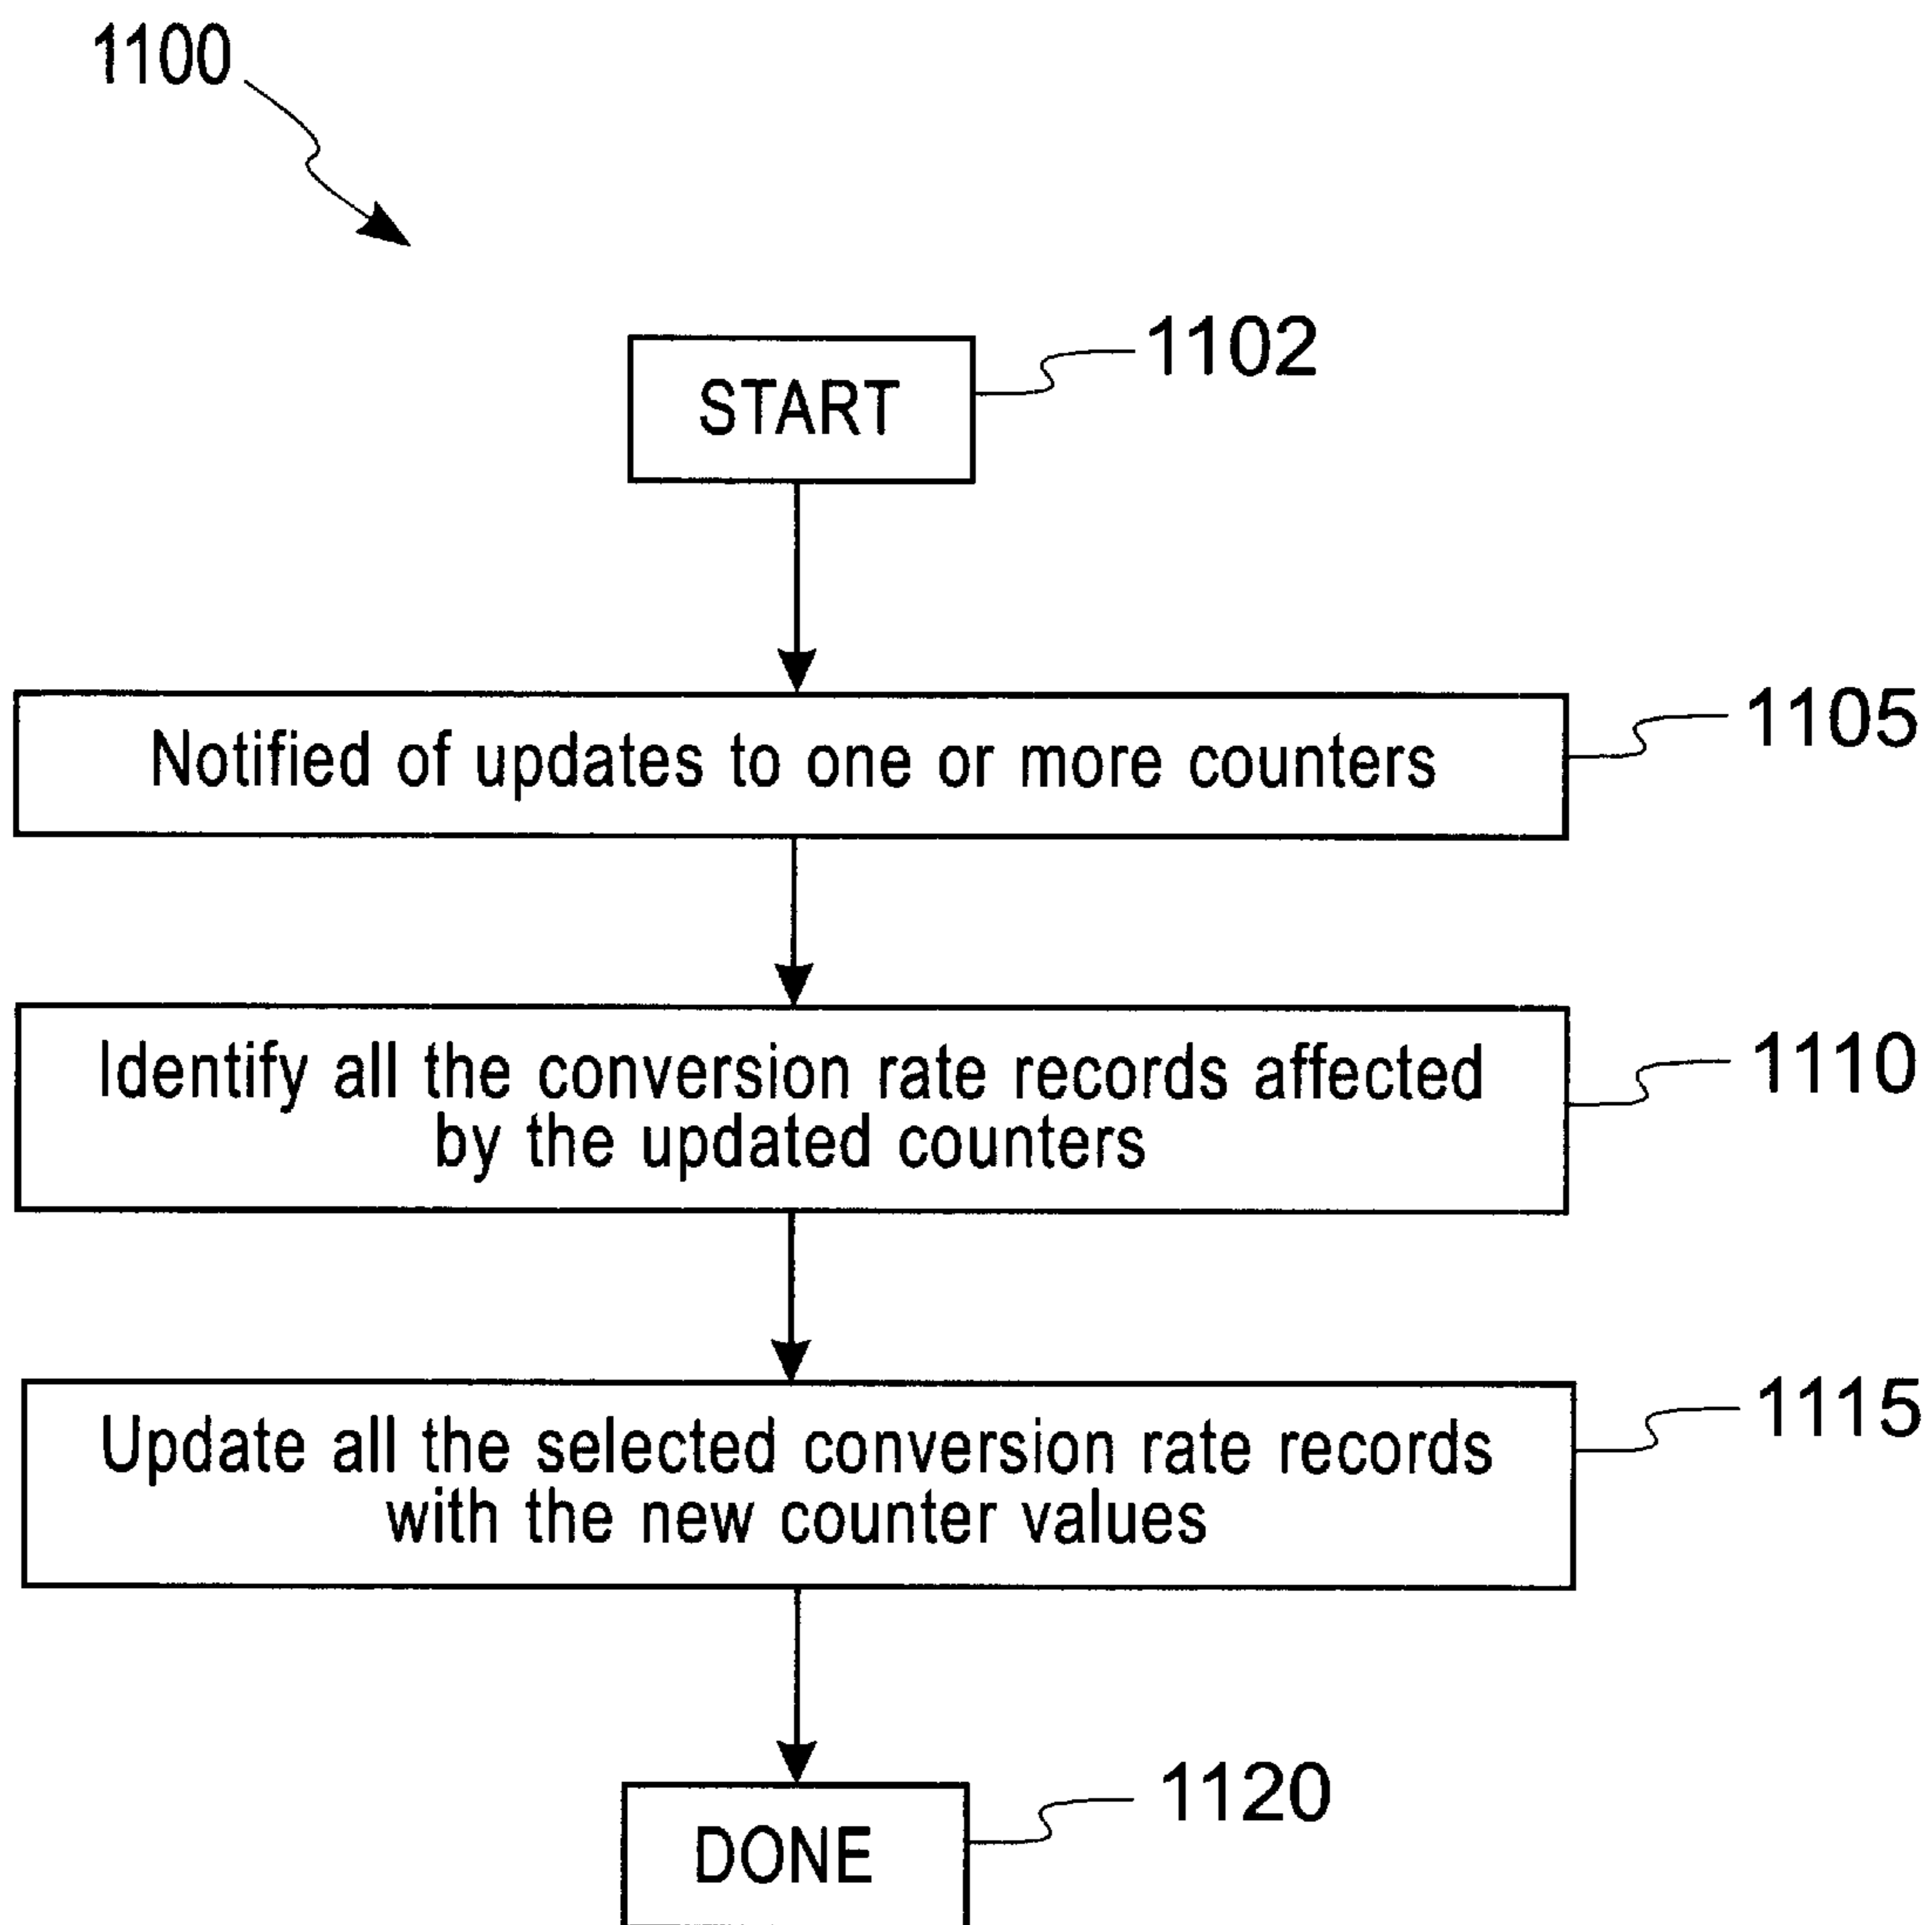 1100
START
1102
Notified of updates to one or more counters
1105
Identify all the conversion rate records affected
by the updated counters
1110
Update all the selected conversion rate records
with the new counter values
1115
DONE
1120